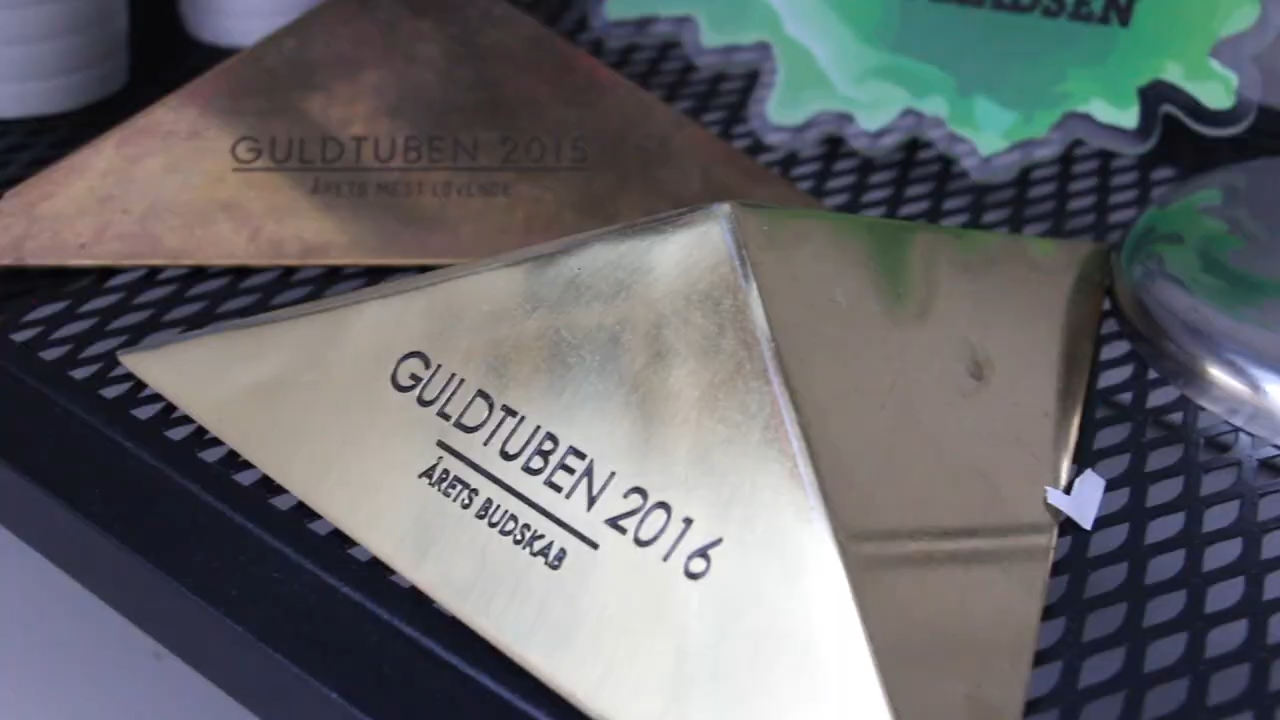 GULDTUBEN 2015
ÅRETS MEST LOVENDE
GULDTUBEN 2016
ÅRETS BUDSKAB